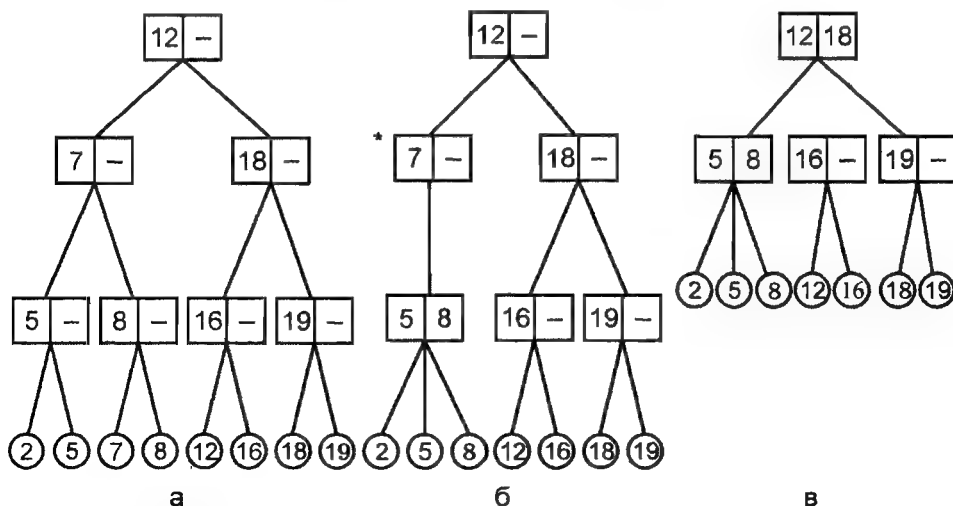 12 – 12 – 12 18
7 – 18 – * 7 – 18 – 5 8 16 – 19 –
2 5 8 12 16 18 19
5 – 8 – 16 – 19 – 5 8 16 – 19 –
2 5 7 8 12 16 18 19 2 5 8 12 16 18 19
а б в